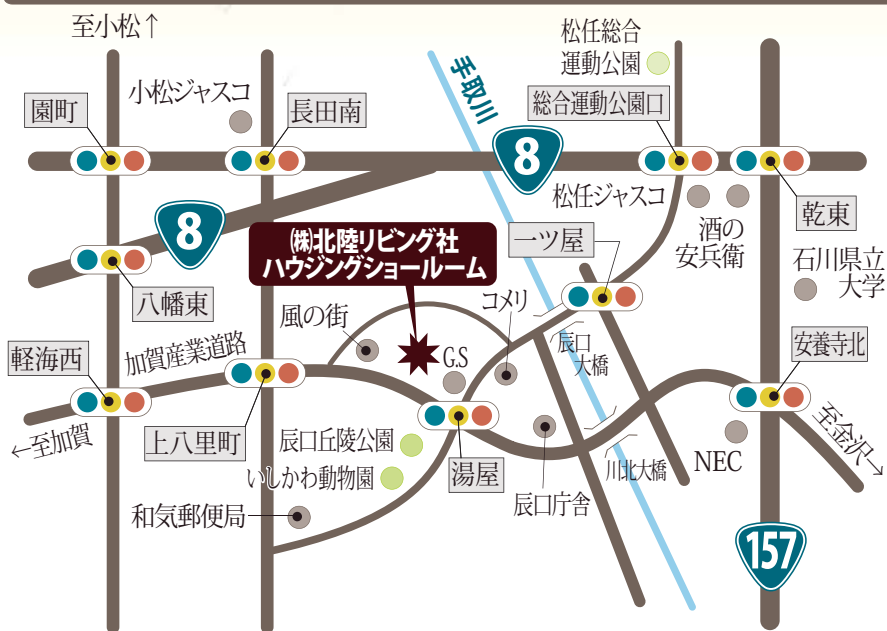 至小松↑
松任総合
運動公園
手取川
小松ジャスコ
園町
長田南
総合運動公園口
8
松任ジャスコ
乾東
酒の
安兵衛
8
㈱北陸リビング社
ハウジングショールーム
一ツ屋
石川県立
大学
八幡東
コメリ
風の街
加賀産業道路
辰口
大橋
軽海西
G.S
安養寺北
←至加賀
上八里町
辰口丘陵公園
いしかわ動物園
湯屋
川北大橋
NEC
至金沢→
和気郵便局
辰口庁舎
157